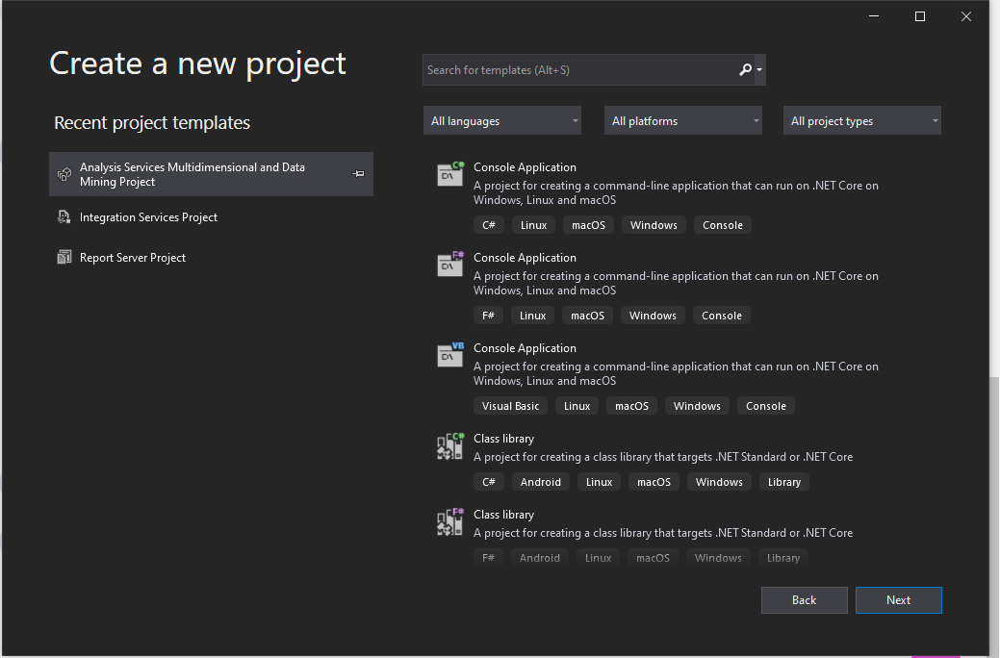 Create a new project
Search for templates (Alt+S)
Recent project templates
All languages
All platforms
All project types
Analysis Services Multidimensional and Data
Mining Project
Integration Services Project
Report Server Project
C#
Console Application
A project for creating a command-line application that can run on .NET Core on
Windows, Linux and macOS
C# Linux macOS Windows Console
F#
Console Application
A project for creating a command-line application that can run on .NET Core on
Windows, Linux and macOS
F# Linux macOS Windows Console
VB
Console Application
A project for creating a command-line application that can run on .NET Core on
Windows, Linux and macOS
Visual Basic Linux macOS Windows Console
C#
Class library
A project for creating a class library that targets .NET Standard or .NET Core
C# Android Linux macOS Windows Library
F#
Class library
A project for creating a class library that targets .NET Standard or .NET Core
F# Android Linux macOS Windows Library
Back
Next